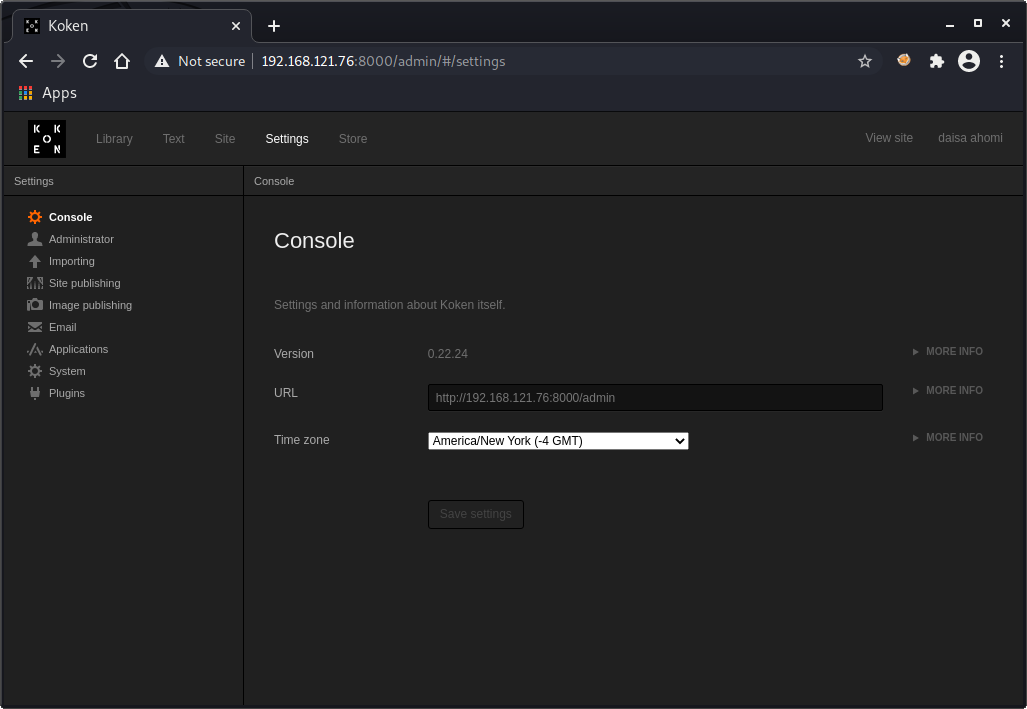 Koken
Not secure 192.168.121.76:8000/admin/#/settings
Apps
KOKEN Library Text Site Settings Store View site daisa ahomi
Settings Console
Console
Administrator
Importing
Site publishing
Image publishing
Email
Applications
System
Plugins
Console
Settings and information about Koken itself.
Version 0.22.24 MORE INFO
URL http://192.168.121.76:8000/admin MORE INFO
Time zone America/New York (-4 GMT) MORE INFO
Save settings